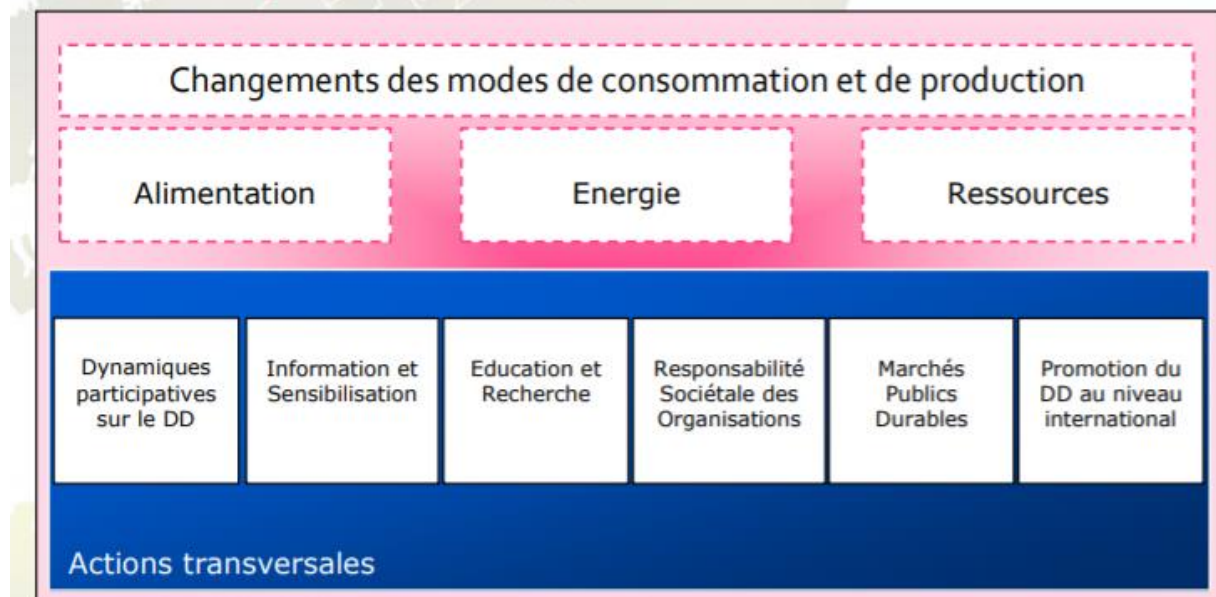 Changements des modes de consommation et de production
Alimentation
Energie
Ressources
Dynamiques
participatives
sur le DD
Information et
Sensibilisation
Education et
Recherche
Responsabilité
Sociétale des
Organisations
Marchés
Publics
Durables
Promotion du
DD au niveau
international
Actions transversales